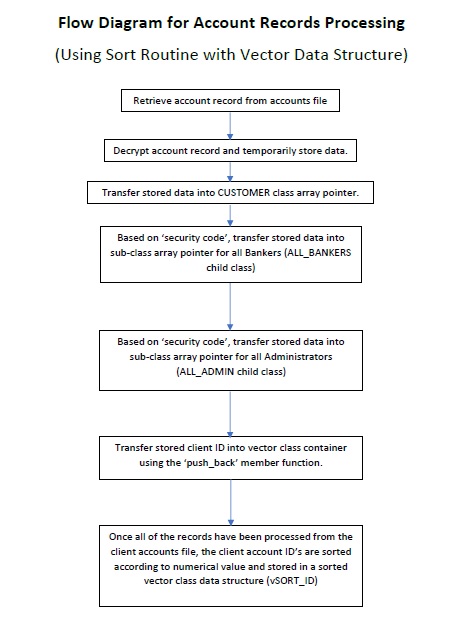 Flow Diagram for Account Records Processing
(Using Sort Routine with Vector Data Structure)
Retrieve account record from accounts file
Decrypt account record and temporarily store data.
Transfer stored data into CUSTOMER class array pointer.
Based on ‘security code’, transfer stored data into
sub-class array pointer for all Bankers (ALL_BANKERS
child class)
Based on ‘security code’, transfer stored data into
sub-class array pointer for all Administrators
(ALL_ADMIN child class)
Transfer stored client ID into vector class container
using the ‘push_back’ member function.
Once all of the records have been processed from the
client accounts file, the client account ID’s are sorted
according to numerical value and stored in a sorted
vector class data structure (vSORT_ID)